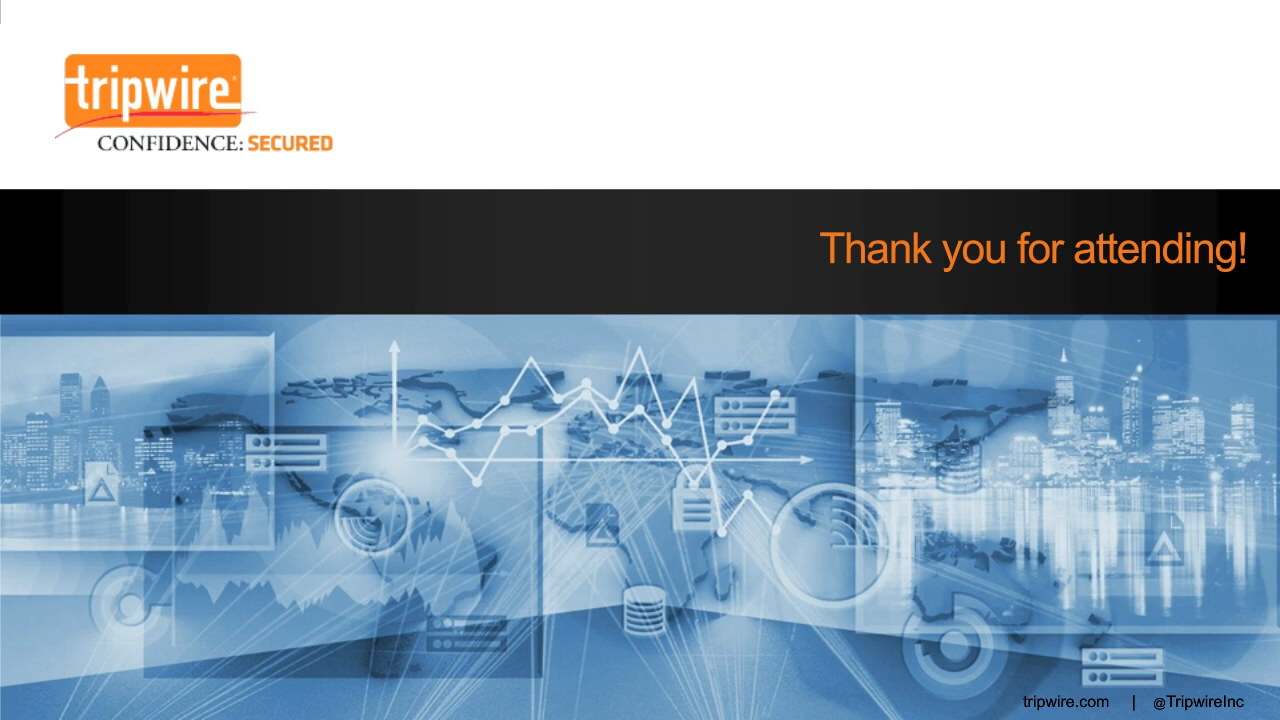 tripwire
CONFIDENCE: SECURED
Thank you for attending!
tripwire.com | @TripwireInc